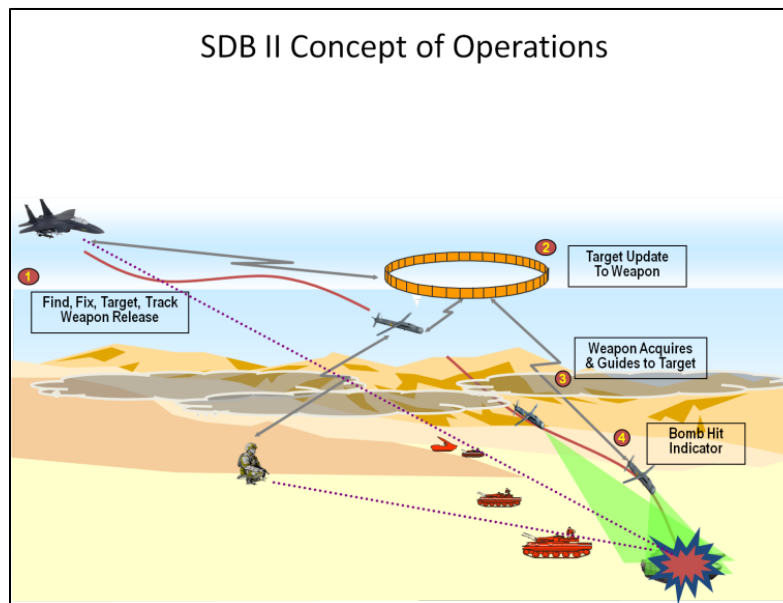 SDB II Concept of Operations
1
Find, Fix, Target, Track
Weapon Release
2
Target Update
To Weapon
3
Weapon Acquires
& Guides to Target
4
Bomb Hit
Indicator